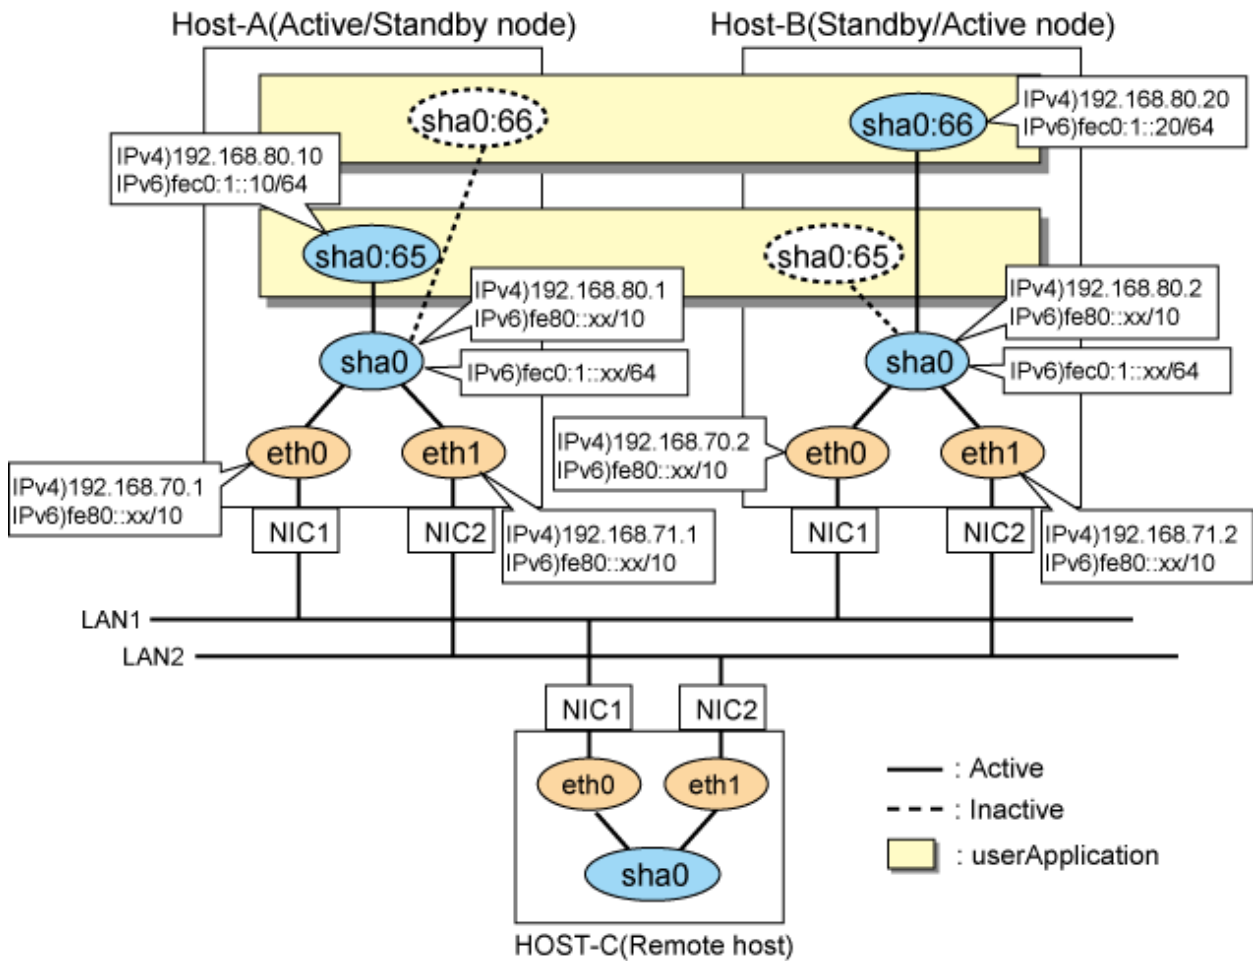 Host-A(Active/Standby node)
Host-B(Standby/Active node)
sha0:66
sha0:66
IPv4)192.168.80.20
IPv6)fec0:1::20/64
IPv4)192.168.80.10
IPv6)fec0:1::10/64
sha0:65
sha0:65
IPv4)192.168.80.1
IPv6)fe80::xx/10
IPv4)192.168.80.2
IPv6)fe80::xx/10
sha0
IPv6)fec0:1::xx/64
sha0
IPv6)fec0:1::xx/64
eth0
eth1
IPv4)192.168.70.2
IPv6)fe80::xx/10
eth0
eth1
IPv4)192.168.70.1
IPv6)fe80::xx/10
NIC1
NIC2
IPv4)192.168.71.1
IPv6)fe80::xx/10
NIC1
NIC2
IPv4)192.168.71.2
IPv6)fe80::xx/10
LAN1
LAN2
NIC1
NIC2
eth0
eth1
sha0
HOST-C(Remote host)
: Active
: Inactive
: userApplication